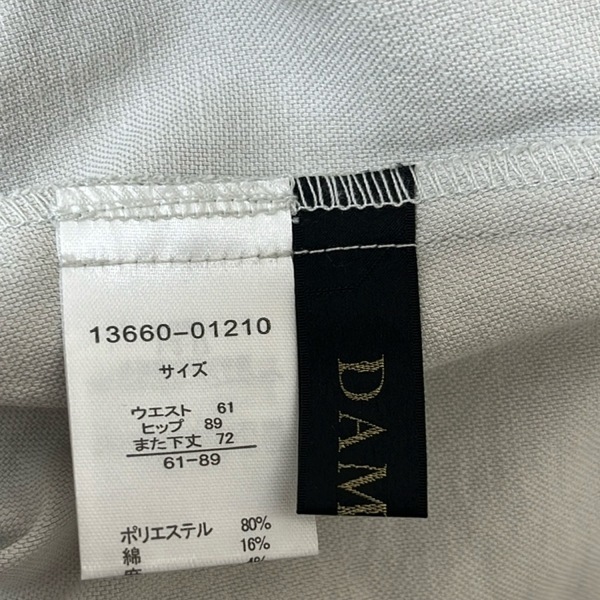 13660-01210
サイズ
ウエスト 61
ヒップ 89
また下丈 72
61-89
ポリエステル 80%
綿 16%
DAM